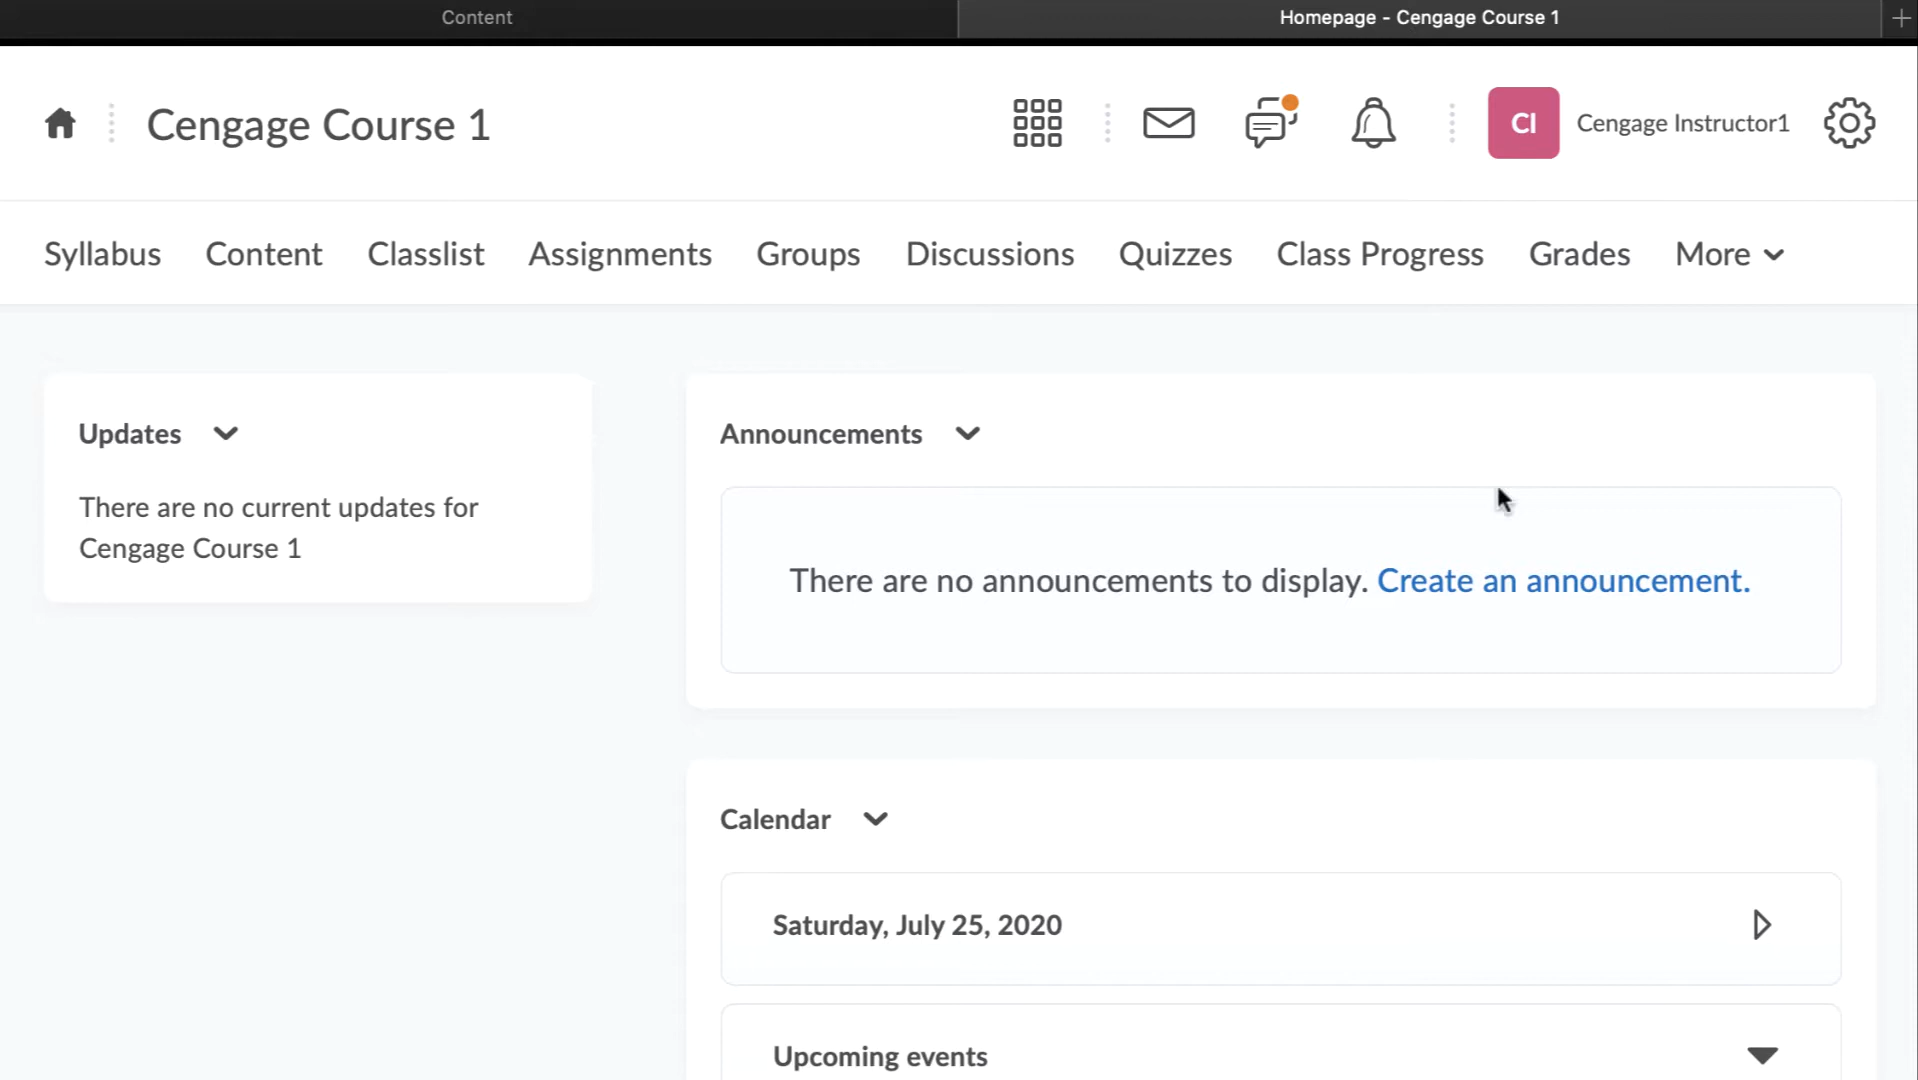 Content
Homepage - Cengage Course 1
Cengage Course 1
CI
Cengage Instructor1
Syllabus Content Classlist Assignments Groups Discussions Quizzes Class Progress Grades More
Updates
There are no current updates for
Cengage Course 1
Announcements
There are no announcements to display. Create an announcement.
Calendar
Saturday, July 25, 2020
Upcoming events